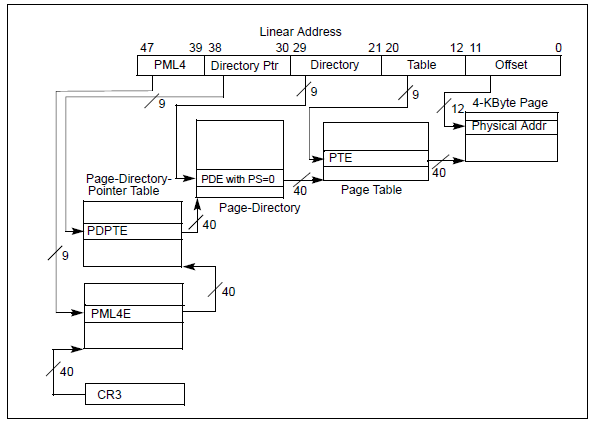 Linear Address
47 39 38 30 29 21 20 12 11 0
PML4 Directory Ptr Directory Table Offset
9 9 9 12 4-KByte Page
Physical Addr
PTE
40
Page Table
PDE with PS=0
40
Page-Directory
Page-Directory-
Pointer Table
PDPTE
40
9
40
PML4E
40
CR3